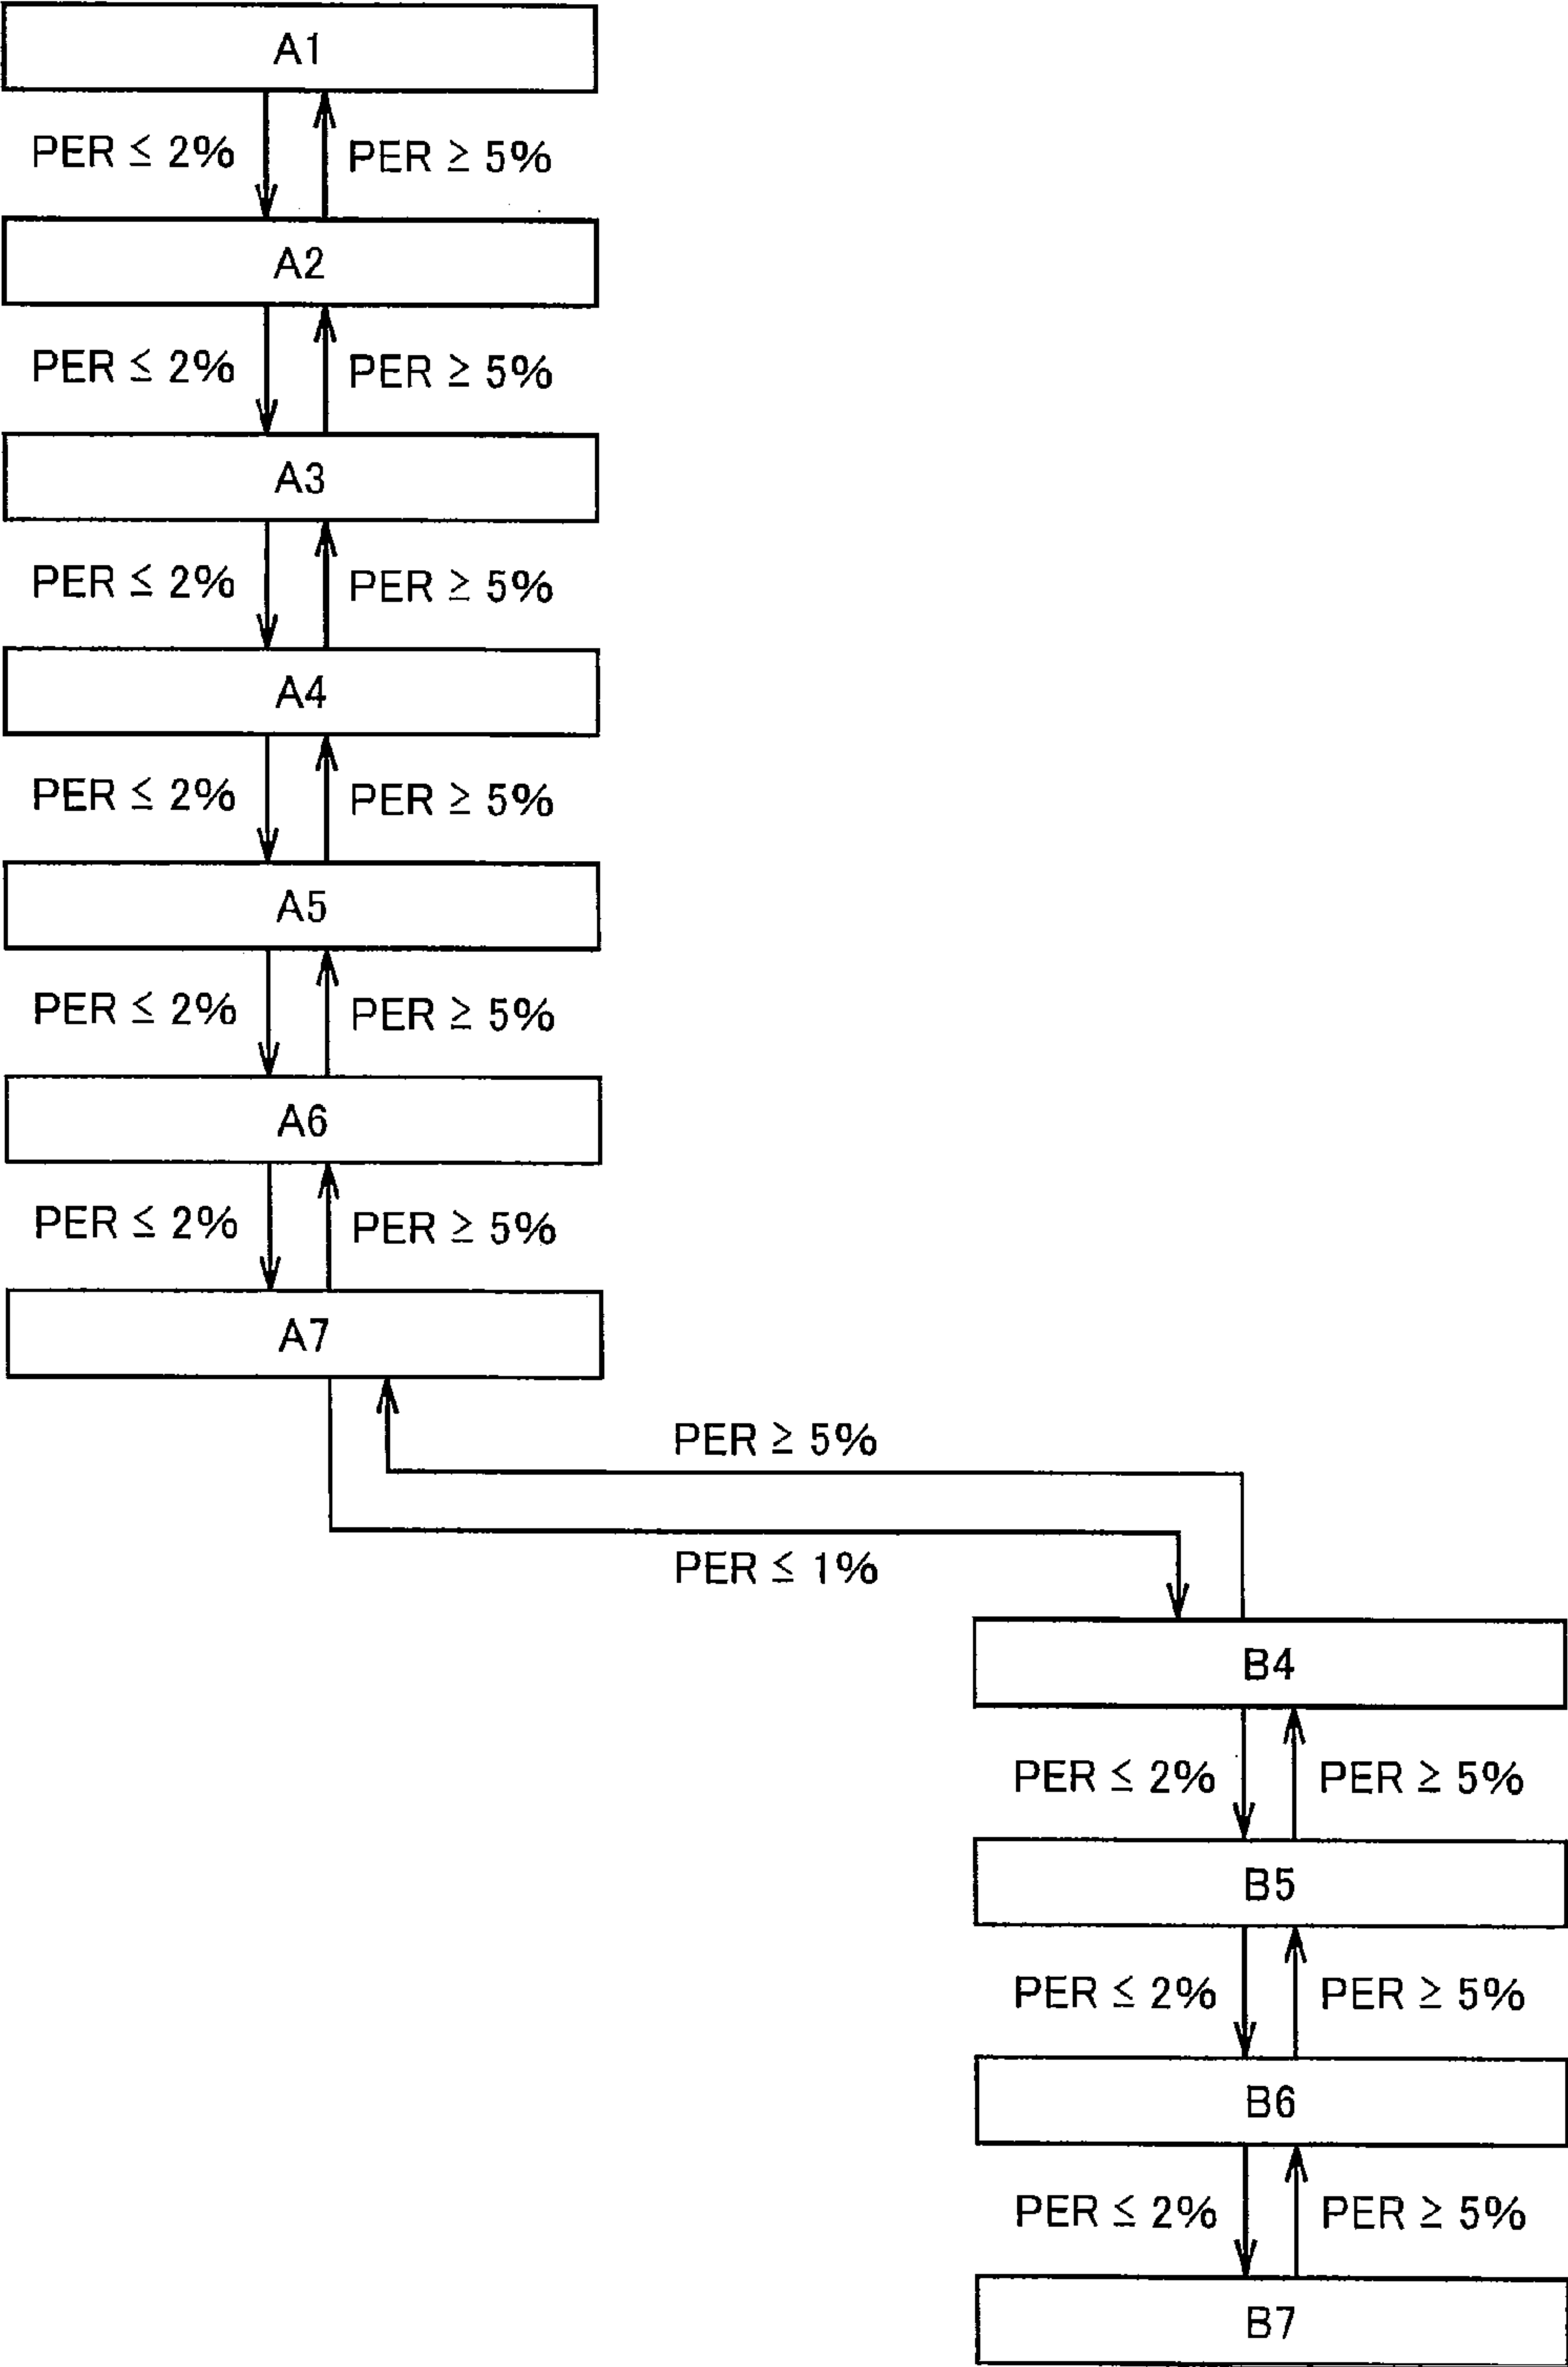 A1
PER ≤ 2% PER ≥ 5%
A2
PER ≤ 2% PER ≥ 5%
A3
PER ≤ 2% PER ≥ 5%
A4
PER ≤ 2% PER ≥ 5%
A5
PER ≤ 2% PER ≥ 5%
A6
PER ≤ 2% PER ≥ 5%
A7
PER ≥ 5%
PER ≤ 1%
B4
PER ≤ 2% PER ≥ 5%
B5
PER ≤ 2% PER ≥ 5%
B6
PER ≤ 2% PER ≥ 5%
B7